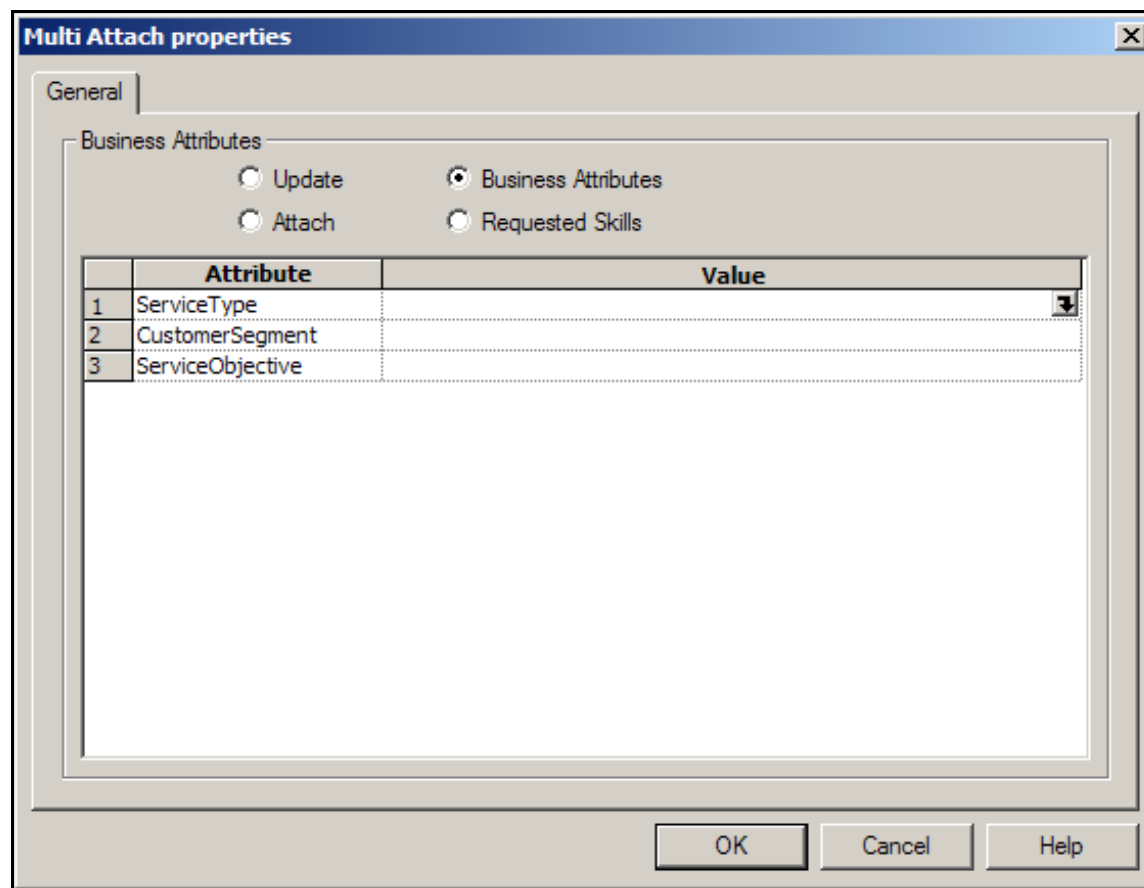 Multi Attach properties
General
Business Attributes
Update Business Attributes
Attach Requested Skills
Attribute Value
1 ServiceType
2 CustomerSegment
3 ServiceObjective
OK Cancel Help